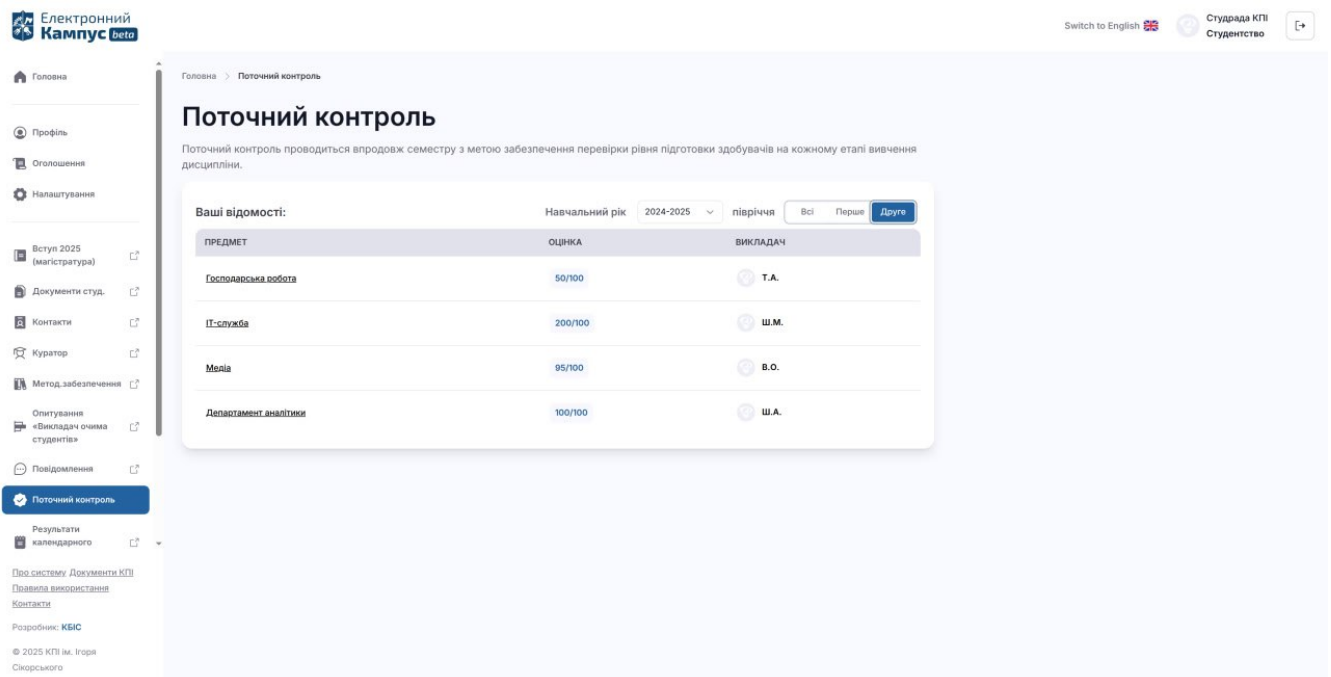 Електронний
Кампус beta
Switch to English
Студрада КПІ
Студентство
Головна
Профіль
Оголошення
Налаштування
Вступ 2025
(магістратура)
Документи студ.
Контакти
Куратор
Метод.забезпечення
Опитування
«Викладач очима
студентів»
Повідомлення
Поточний контроль
Результати
календарного
Про систему Документи КПІ
Правила використання
Контакти
Розробник: КБІС
© 2025 КПІ ім. Ігоря
Сікорського
Головна > Поточний контроль
Поточний контроль
Поточний контроль проводиться впродовж семестру з метою забезпечення перевірки рівня підготовки здобувачів на кожному етапі вивчення
дисципліни.
Ваші відомості: Навчальний рік 2024-2025 півріччя Всі Перше Друге
ПРЕДМЕТ ОЦІНКА ВИКЛАДАЧ
Господарська робота 50/100 Т.А.
ІТ-служба 200/100 Ш.М.
Медіа 95/100 В.О.
Департамент аналітики 100/100 Ш.А.